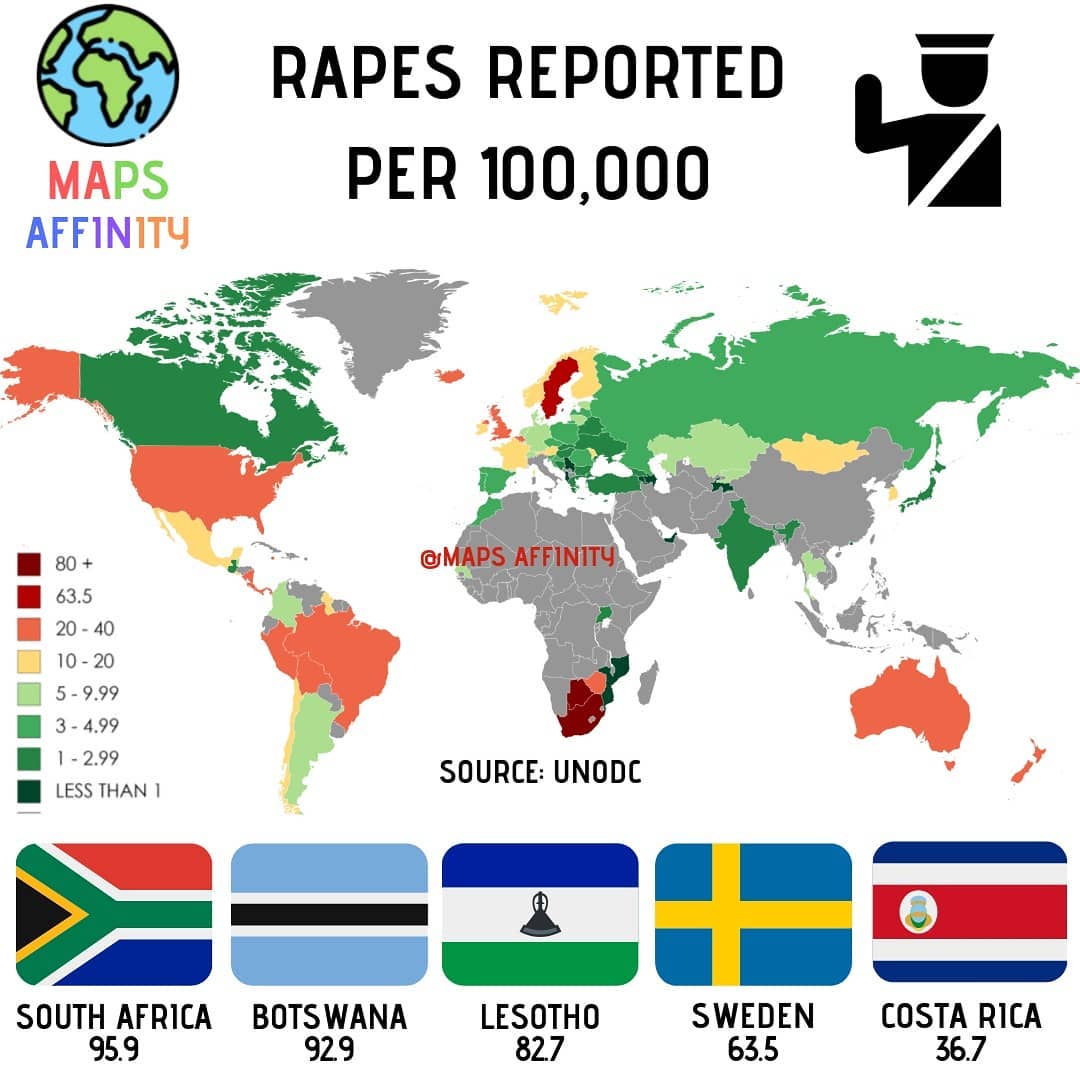 RAPES REPORTED
PER 100,000
MAPS
AFFINITY
@MAPS AFFINITY
80 +
63.5
20 - 40
10 - 20
5 - 9.99
3 - 4.99
1 - 2.99
LESS THAN 1
SOURCE: UNODC
SOUTH AFRICA
95.9
BOTSWANA
92.9
LESOTHO
82.7
SWEDEN
63.5
COSTA RICA
36.7